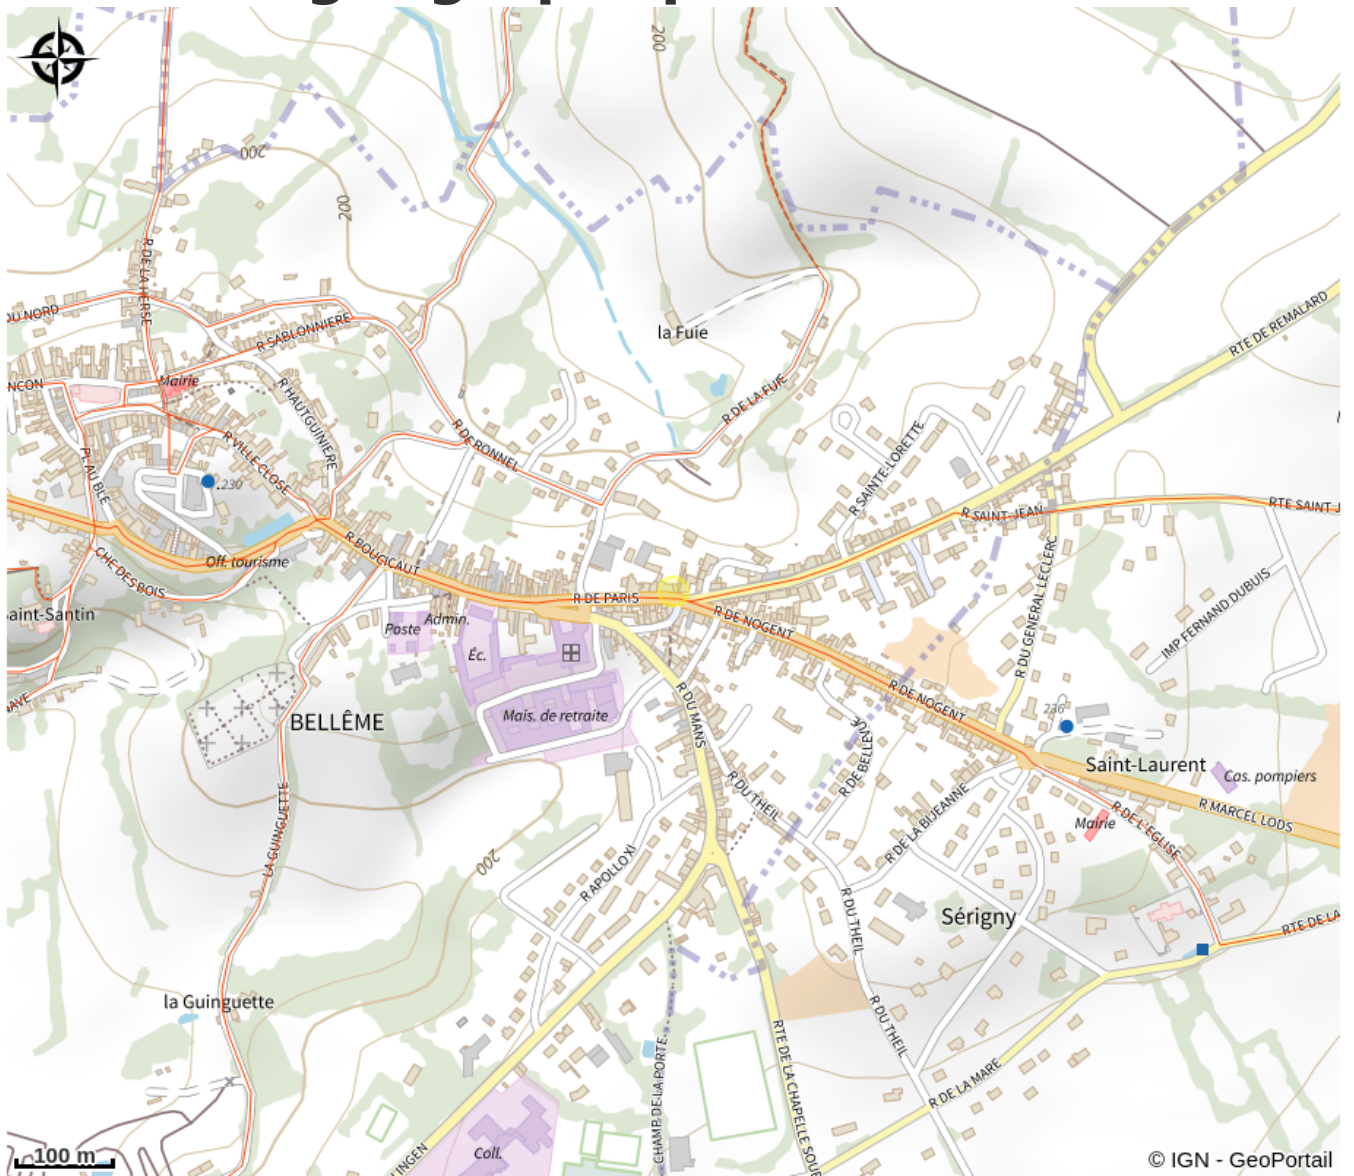 200
200
200
R DE LA HERSE
DU NORD
R SABLONNIERE
la Fuie
RTE DE REMALARD
NCON
Mairie
R HAUTGUINIERE
R DE LA FUIE
R DE RONNEL
R SAINTE-LORETTE
R VILLE CLOSE
230
R SAINT-JEAN
RTE SAINT-J
Off. tourisme
R BOUCICAUT
CHE DES BOIS
R DE PARIS
R DE NOGENT
R DU GENERAL LECLERC
IMP FERNAND DUBUIS
aint-Santin
Poste
Admin.
Éc.
Mais. de retraite
BELLÊME
R DU MANS
R DE NOGENT
R DE BELLEVUE
236
Saint-Laurent
Cas. pompiers
R MARCEL LODS
R DU THEIL
R DE LA BIJEANNE
Mairie
R DE L'EGLISE
LA GUINGUETTE
200
R APOLLO XI
R DU THEIL
Sérigny
RTE DE LA
la Guinguette
R DU THEIL
CHAMP DE LA PORTE
RTE DE LA CHAPELLE SOU
R DE LA MARE
Coll.
LINGEN
100 m
© IGN - GeoPortail